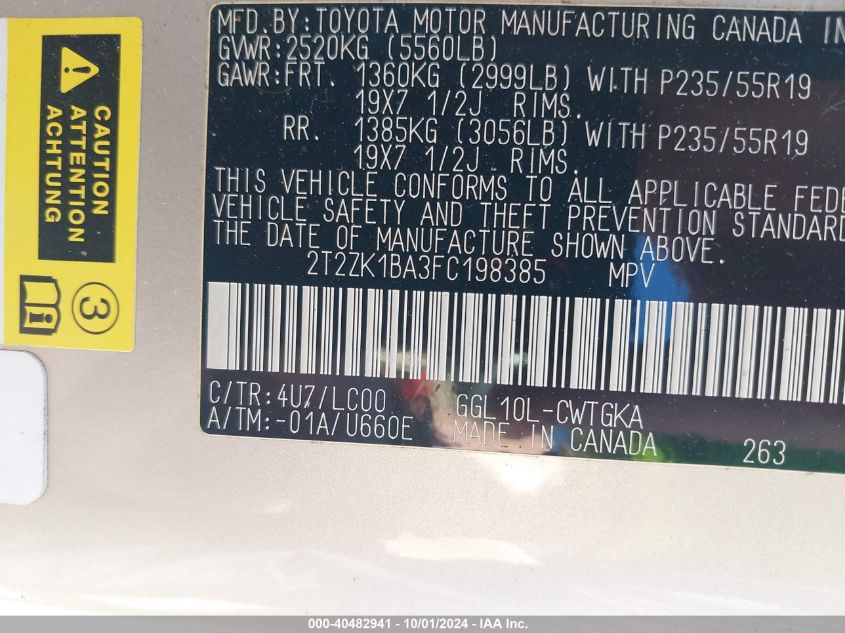 MFD. BY: TOYOTA MOTOR MANUFACTURING CANADA IN
GVWR: 2520KG (5560LB)
GAWR: FRT. 1360KG (2999LB) WITH P235/55R19
19X7 1/2J RIMS.
RR. 1385KG (3056LB) WITH P235/55R19
19X7 1/2J RIMS.
THIS VEHICLE CONFORMS TO ALL APPLICABLE FEDE
VEHICLE SAFETY AND THEFT PREVENTION STANDARD
THE DATE OF MANUFACTURE SHOWN ABOVE.
2T2ZK1BA3FC198385 MPV
C/TR: 4U7/LC00 GGL10L-CWTGKA
A/TM: -01A/U660E MADE IN CANADA 263
CAUTION
ATTENTION
ACHTUNG
3
i
000-40482941 - 10/01/2024 - IAA Inc.